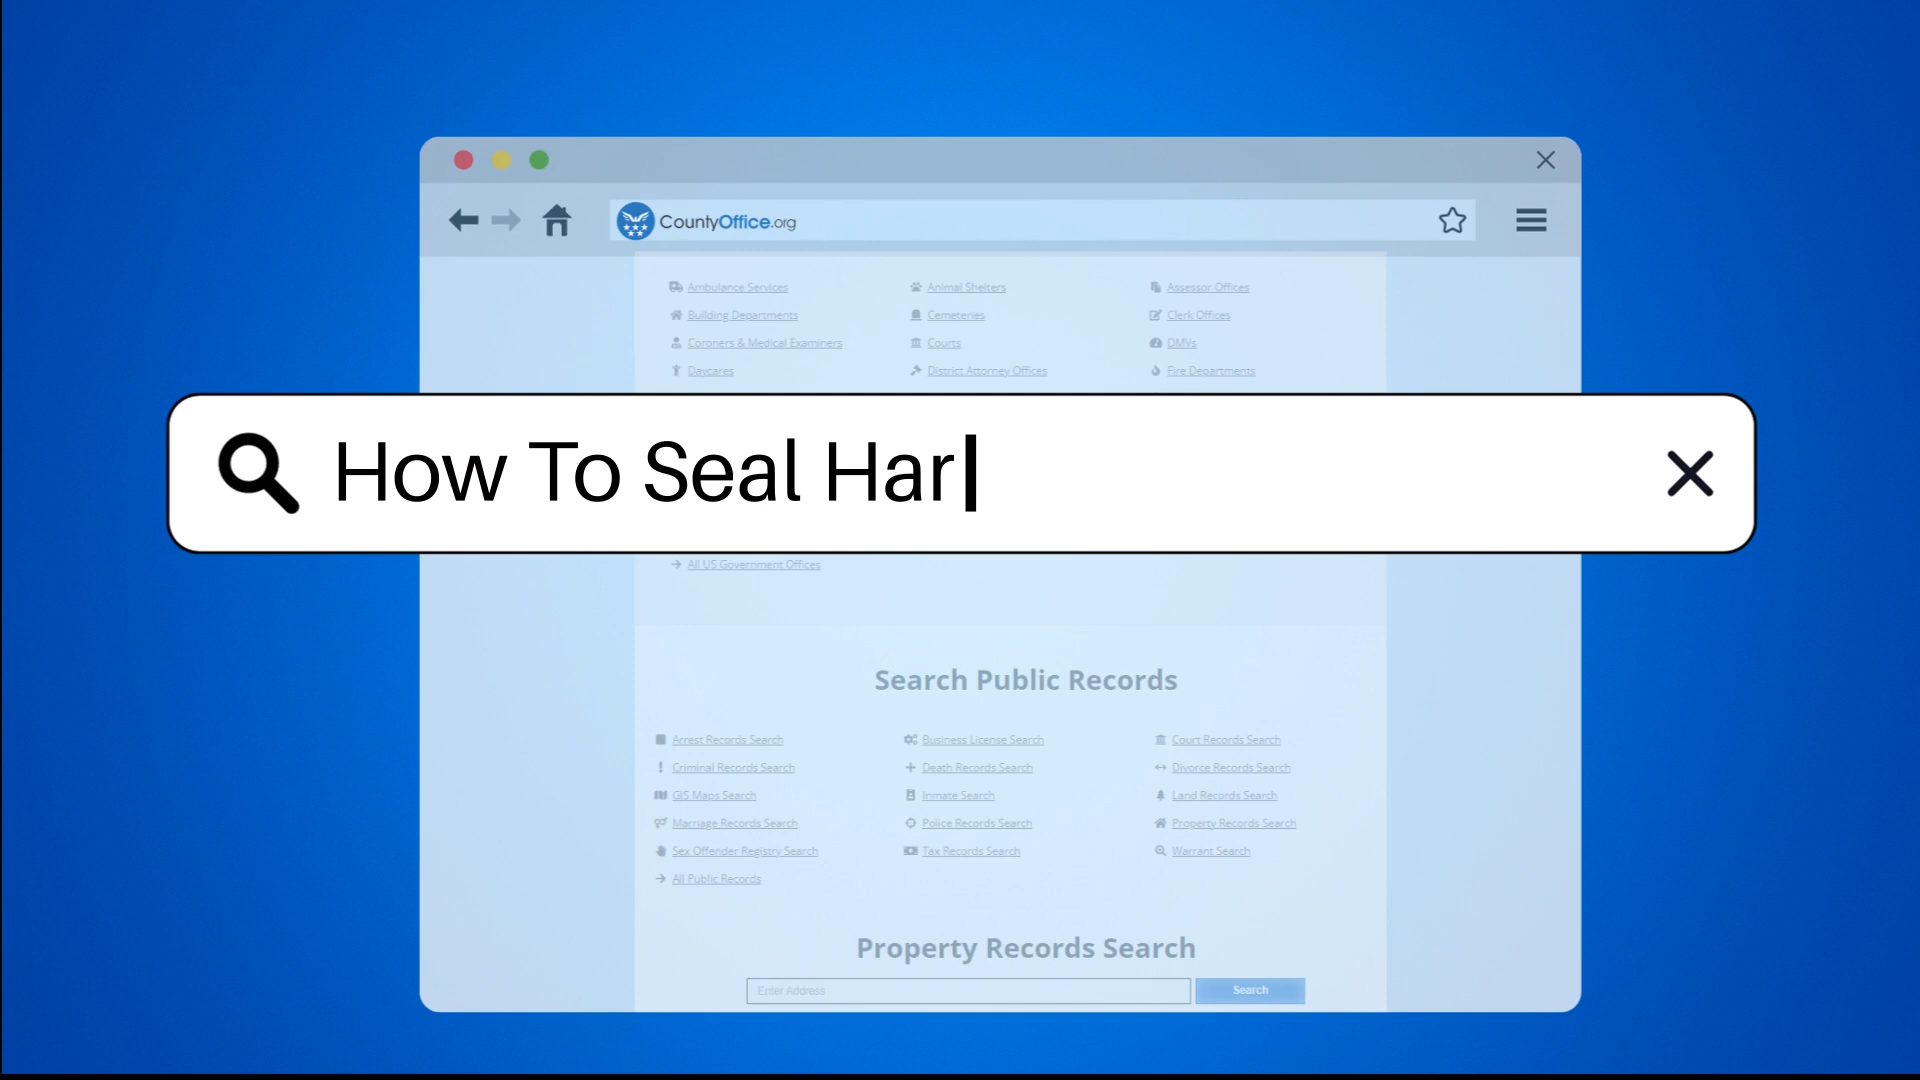 CountyOffice.org
Ambulance Services Animal Shelters Assessor Offices
Building Departments Cemeteries Clerk Offices
Coroners & Medical Examiners Courts DMVs
Daycares District Attorney Offices Fire Departments
How To Seal Har
All US Government Offices
Search Public Records
Arrest Records Search Business License Search Court Records Search
Criminal Records Search Death Records Search Divorce Records Search
GIS Maps Search Inmate Search Land Records Search
Marriage Records Search Police Records Search Property Records Search
Sex Offender Registry Search Tax Records Search Warrant Search
All Public Records
Property Records Search
Enter Address Search